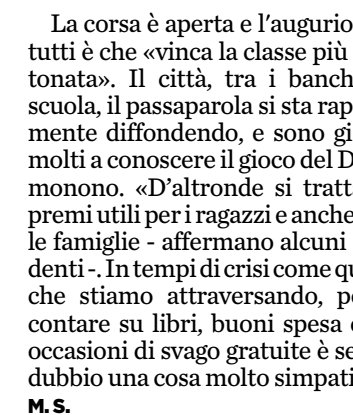 La corsa è aperta e l'augurio
tutti è che «vinca la classe più
tonata». Il città, tra i banch
scuola, il passaparola si sta rap
mente diffondendo, e sono gi
molti a conoscere il gioco del D
monono. «D'altronde si tratt
premi utili per i ragazzi e anche
le famiglie - affermano alcuni
denti -. In tempi di crisi come qu
che stiamo attraversando, p
contare su libri, buoni spesa
occasioni di svago gratuite è se
dubbio una cosa molto simpati
M. S.